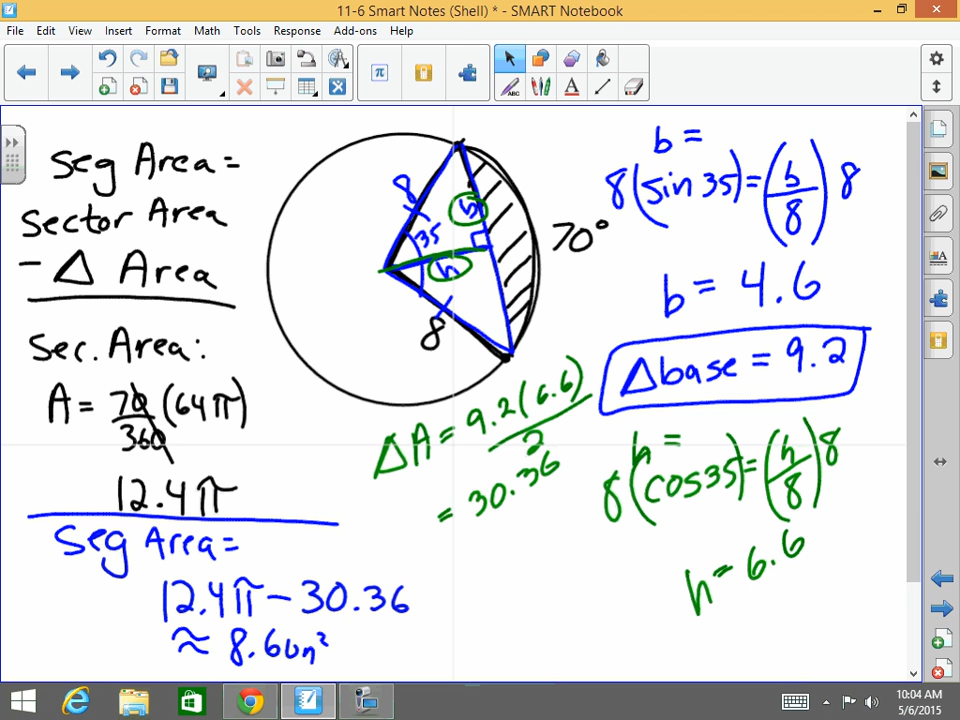 11-6 Smart Notes (Shell) * - SMART Notebook
File Edit View Insert Format Math Tools Response Add-ons Help
Seg Area =
Sector Area
- △ Area
Sec. Area:
A = 70/360 (64π)
12.4π
Seg Area =
12.4π - 30.36
≈ 8.6 un²
8
35
b
h
8
70°
△A = 9.2(6.6)/2
= 30.36
b =
8(sin 35) = (b/8) 8
b = 4.6
△base = 9.2
h =
8(cos 35) = (h/8) 8
h = 6.6
10:04 AM
5/6/2015